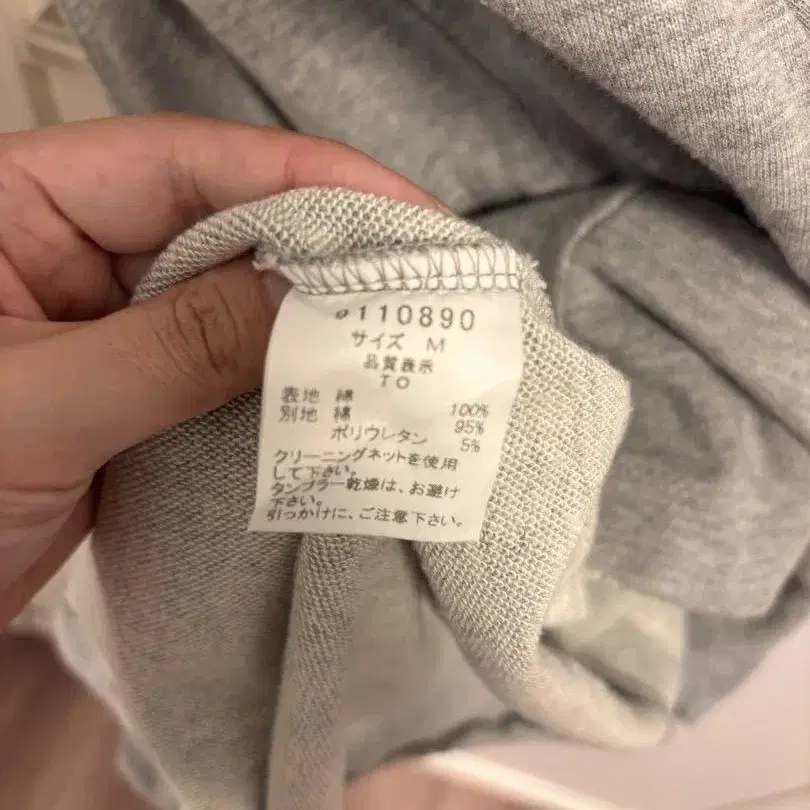 110890
サイズ M
品質表示
TO
表地 綿 100%
別地 綿 95%
ポリウレタン 5%
クリーニングネットを使用
して下さい。
タンブラー乾燥は、お避け
下さい。
引っかけに、ご注意下さい。